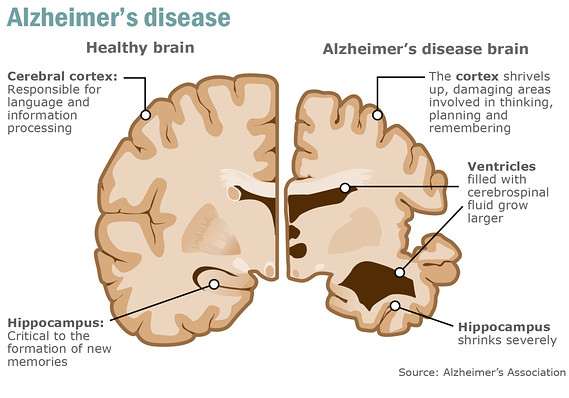 Alzheimer's disease
Healthy brain
Alzheimer's disease brain
Cerebral cortex:
Responsible for
language and
information
processing
The cortex shrivels
up, damaging areas
involved in thinking,
planning and
remembering
Ventricles
filled with
cerebrospinal
fluid grow
larger
Hippocampus:
Critical to the
formation of new
memories
Hippocampus
shrinks severely
Source: Alzheimer's Association